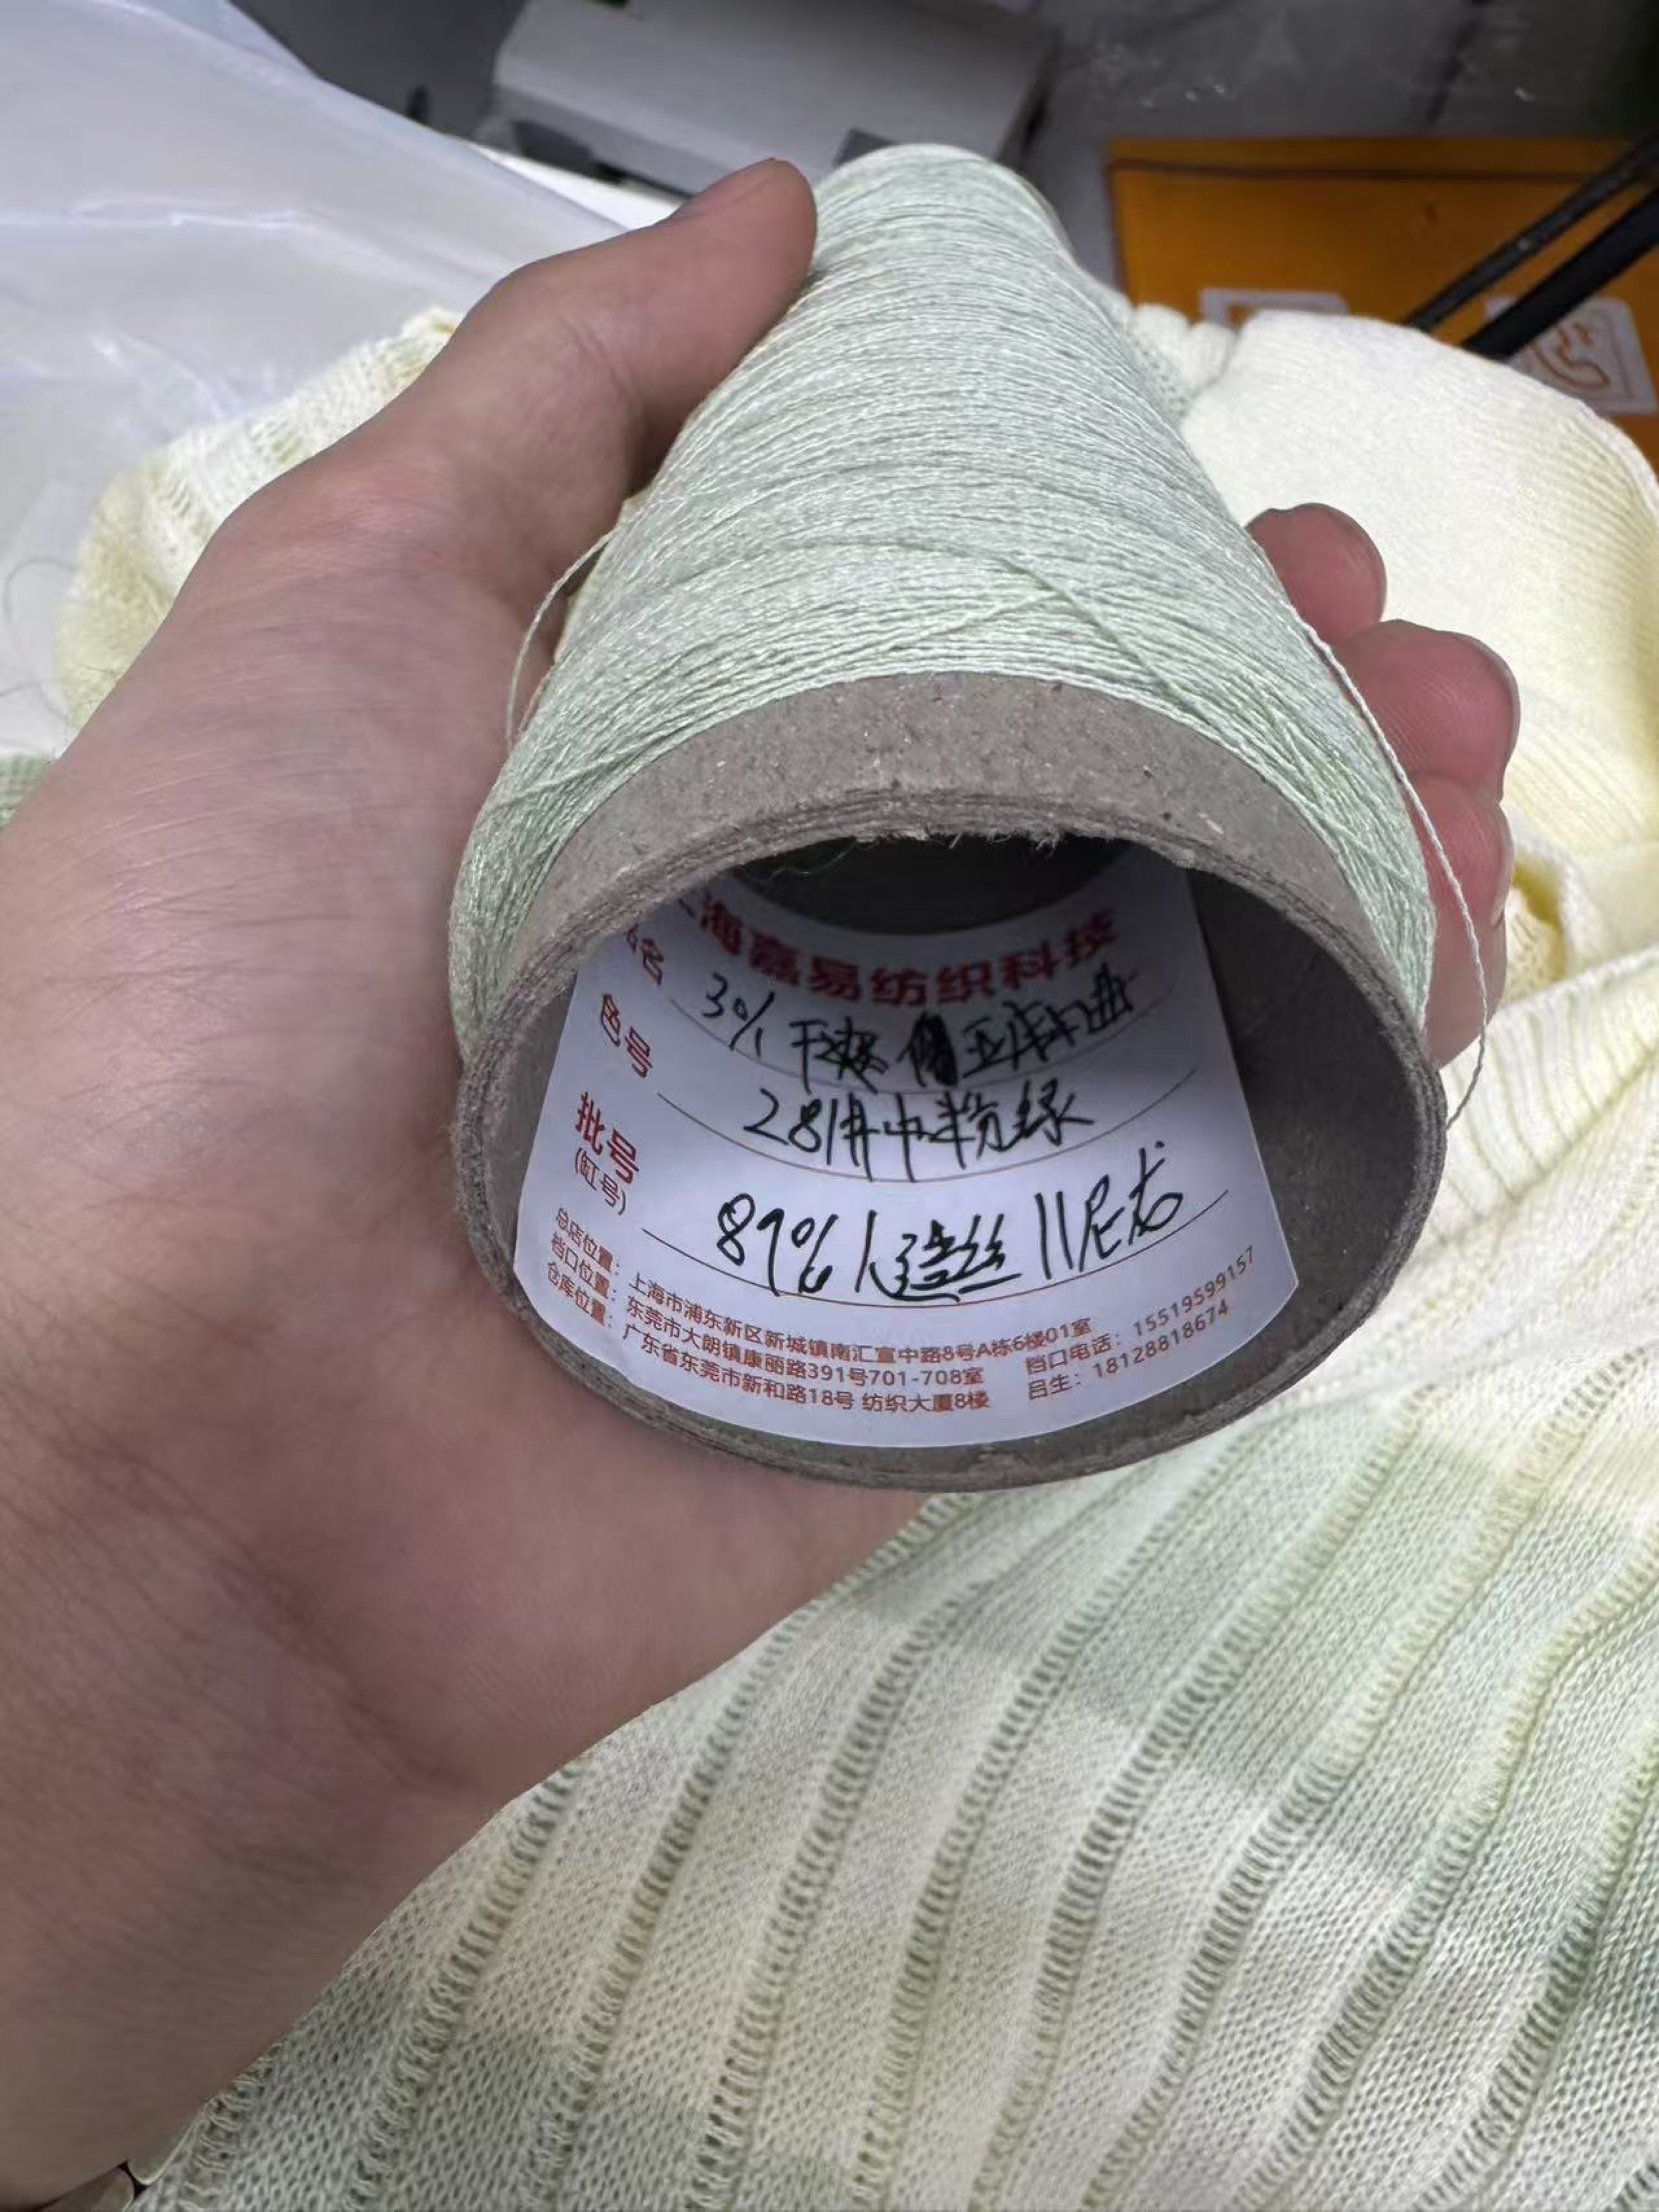 海嘉易纺织科技
名 30/1 干爽 亚麻曲
色号 281# 中粉绿
批号 (缸号) 87%人造丝 11尼龙
总店位置：上海市浦东新区新城镇南汇宣中路8号A栋6楼01室
档口位置：东莞市大朗镇康丽路391号701-708室 档口电话：15519599157
仓库位置：广东省东莞市新和路18号 纺织大厦8楼 吕生：18128818674